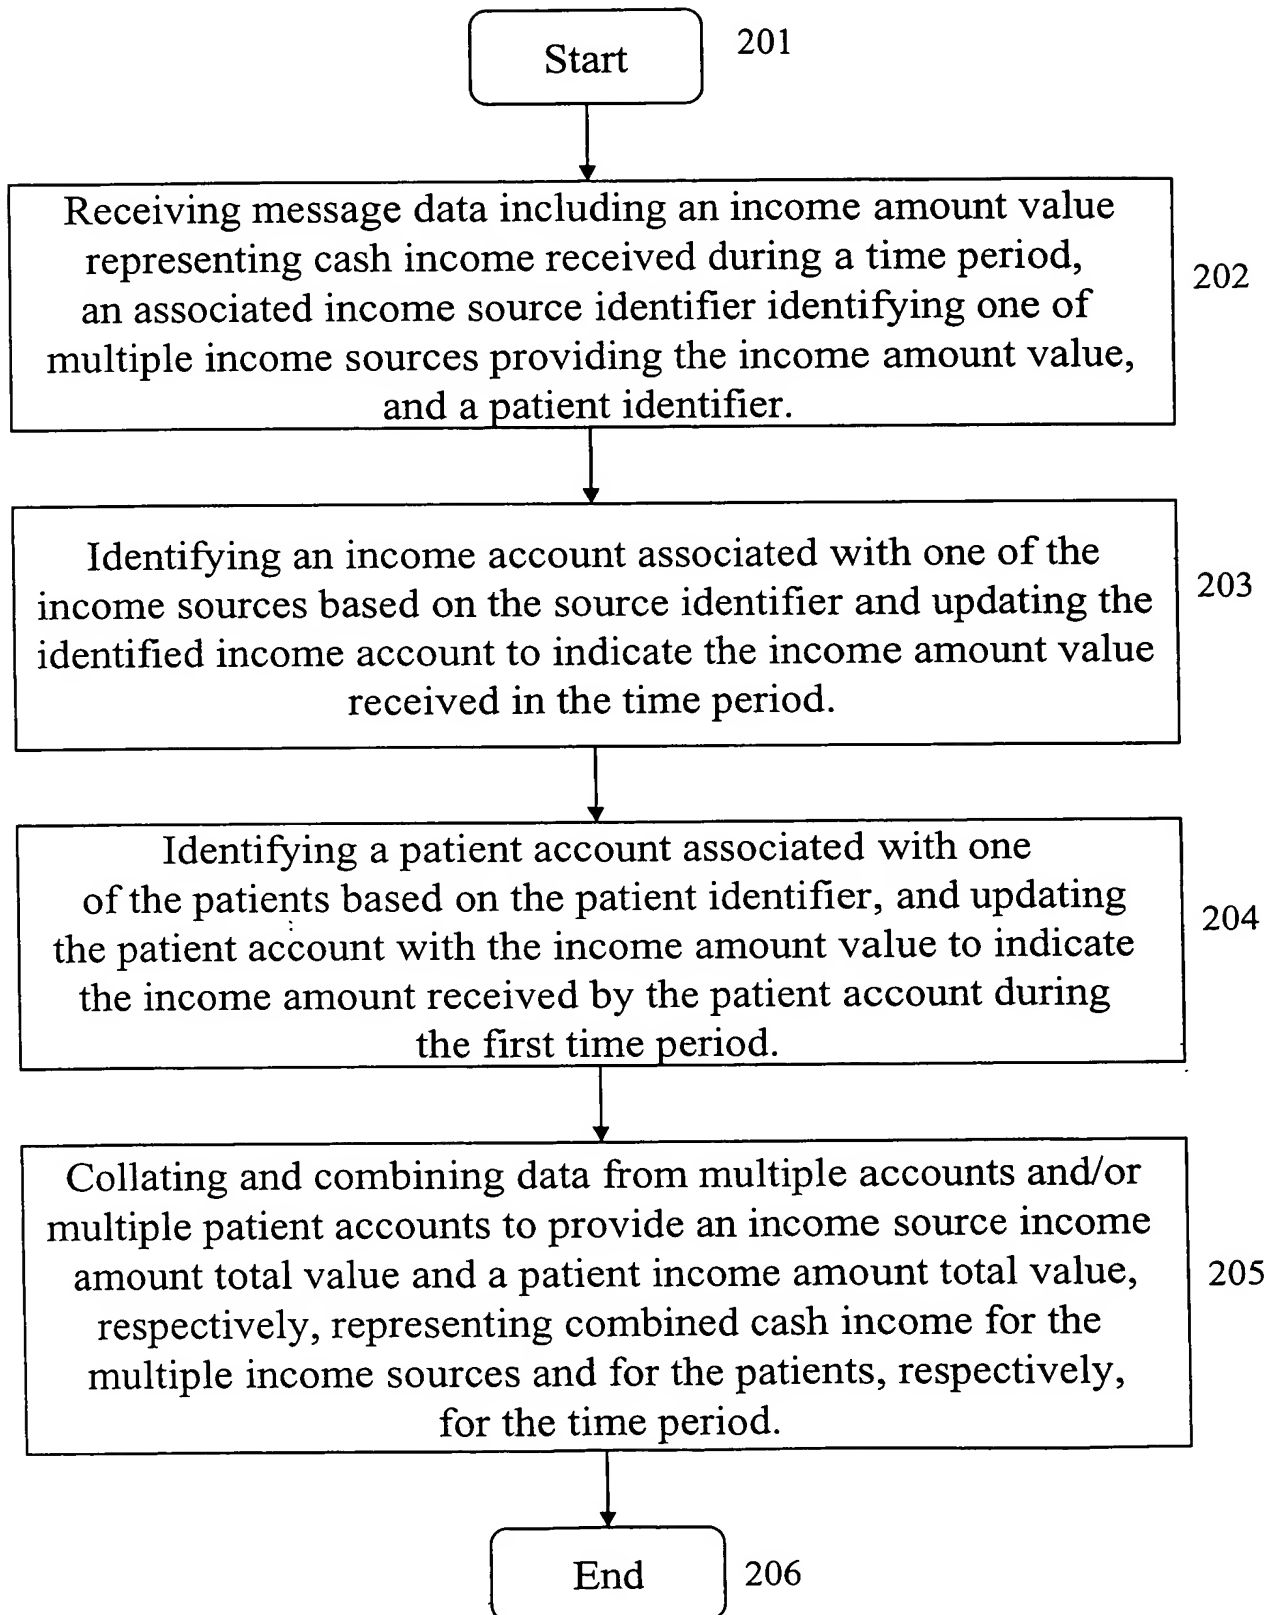 Start
201
Receiving message data including an income amount value
representing cash income received during a time period,
an associated income source identifier identifying one of
multiple income sources providing the income amount value,
and a patient identifier.
202
Identifying an income account associated with one of the
income sources based on the source identifier and updating the
identified income account to indicate the income amount value
received in the time period.
203
Identifying a patient account associated with one
of the patients based on the patient identifier, and updating
the patient account with the income amount value to indicate
the income amount received by the patient account during
the first time period.
204
Collating and combining data from multiple accounts and/or
multiple patient accounts to provide an income source income
amount total value and a patient income amount total value,
respectively, representing combined cash income for the
multiple income sources and for the patients, respectively,
for the time period.
205
End
206